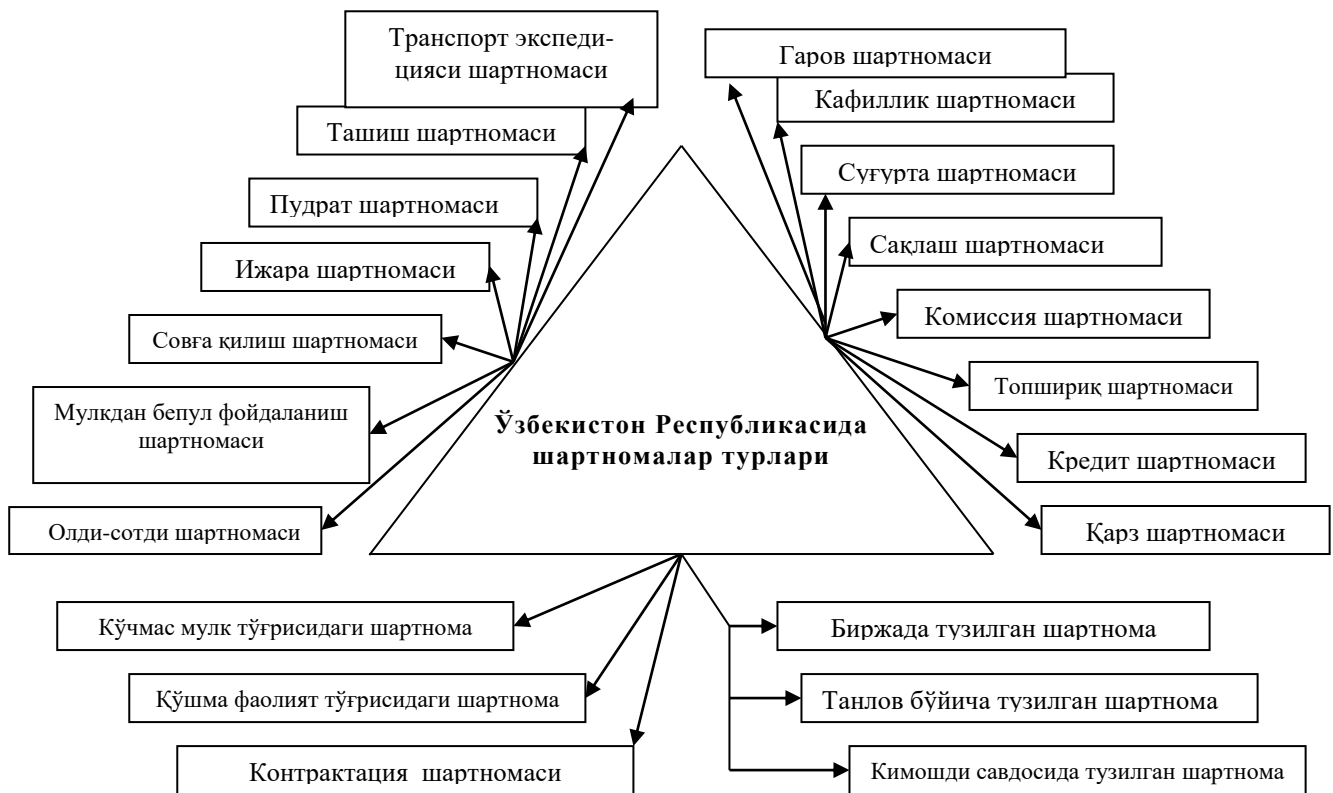 Транспорт экспеди-
цияси шартномаси
Гаров шартномаси
Кафиллик шартномаси
Ташиш шартномаси
Суғурта шартномаси
Пудрат шартномаси
Сақлаш шартномаси
Ижара шартномаси
Комиссия шартномаси
Совға қилиш шартномаси
Топшириқ шартномаси
Мулкдан бепул фойдаланиш
шартномаси
Ўзбекистон Республикасида
шартномалар турлари
Кредит шартномаси
Олди-сотди шартномаси
Қарз шартномаси
Кўчмас мулк тўғрисидаги шартнома
Биржада тузилган шартнома
Қўшма фаолият тўғрисидаги шартнома
Танлов бўйича тузилган шартнома
Контрактация шартномаси
Кимошди савдосида тузилган шартнома